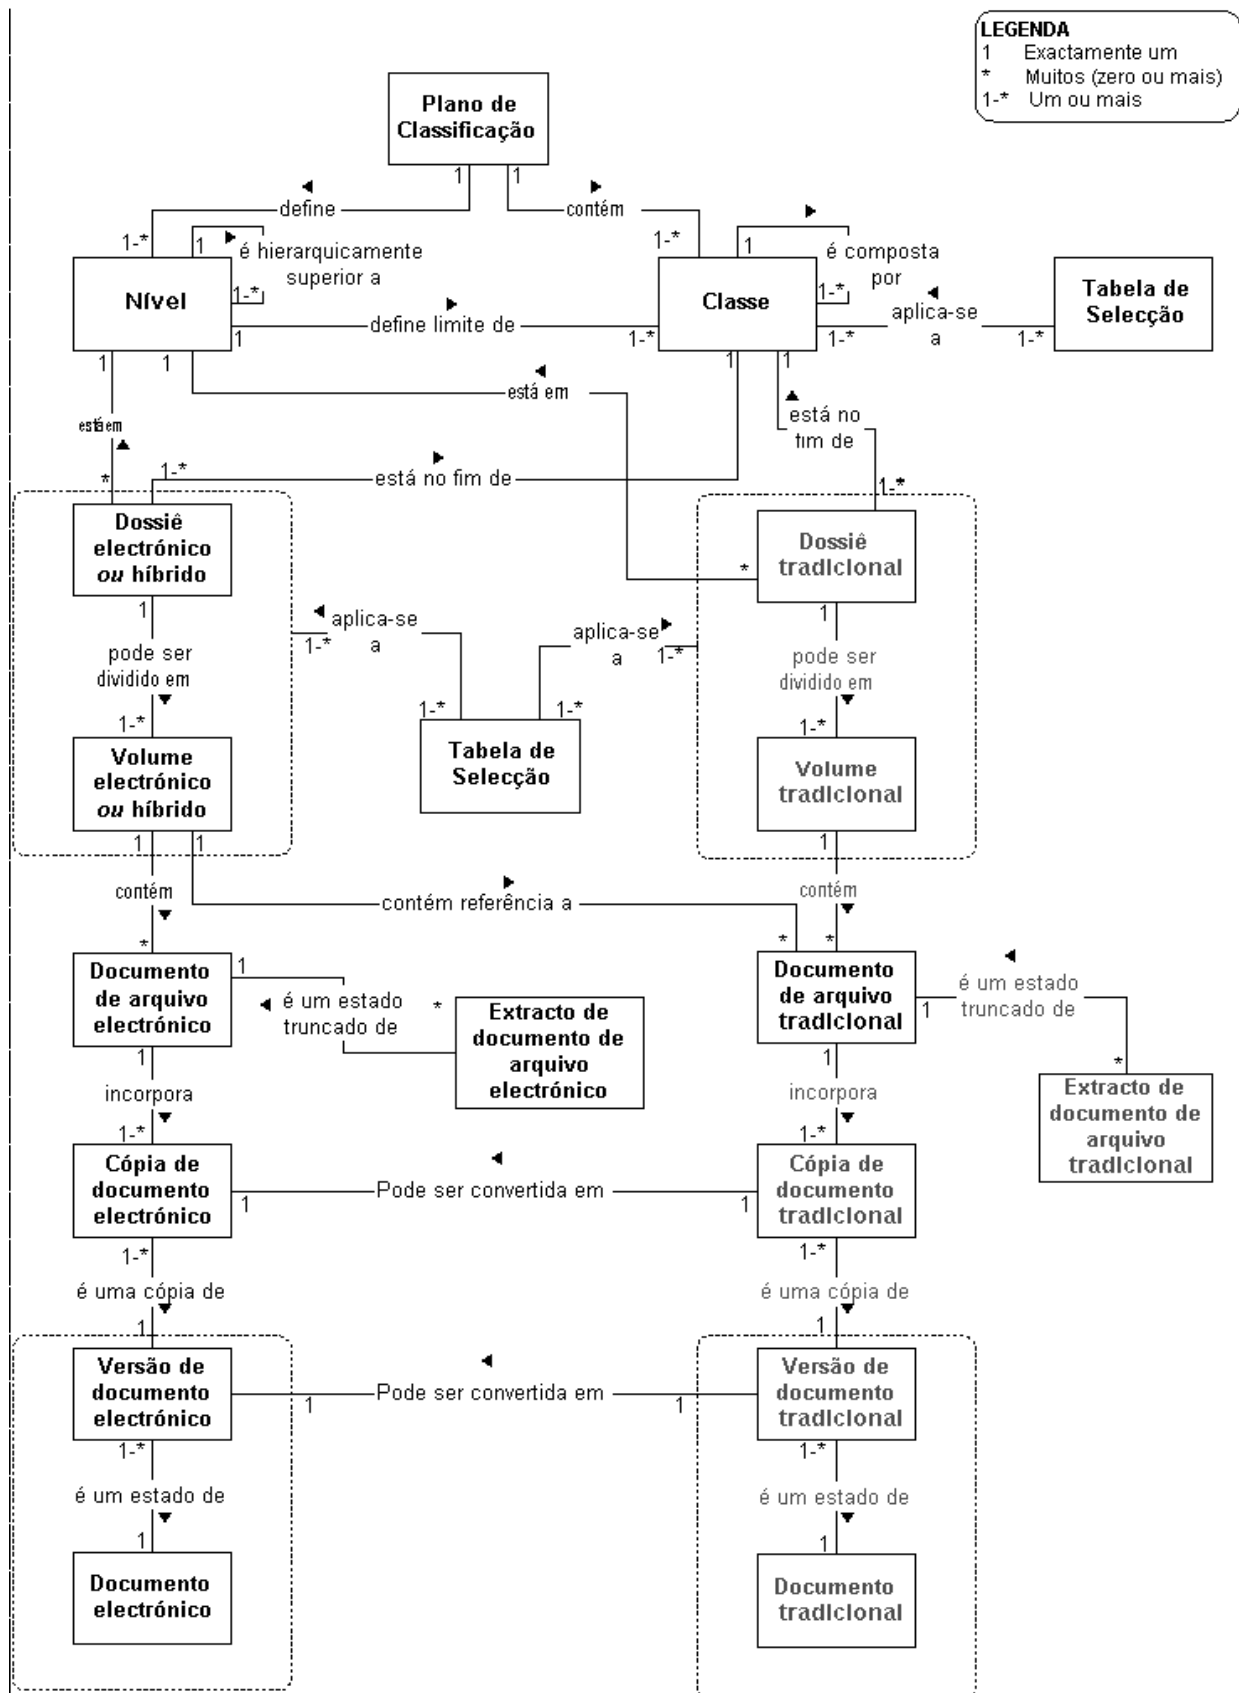 LEGENDA
1 Exactamente um
* Muitos (zero ou mais)
1-* Um ou mais
Plano de
Classificação
1
1
define
contém
1-*
1
é hierarquicamente
superior a
1-*
1-*
1
é composta
por
1-*
Nível
Classe
Tabela de
Selecção
1
define limite de
1-*
1-*
aplica-se
a
1-*
1
1
1
1
está em
está em
está no
fim de
1-*
está no fim de
*
1-*
Dossiê
electrónico
ou híbrido
Dossiê
tradIcIonal
*
1
1
aplica-se
a
1-*
aplica-se
a
1-*
pode ser
dividido em
pode ser
dividido em
1-*
1-*
1-*
1-*
Volume
electrónico
ou híbrido
Tabela de
Selecção
Volume
tradIcIonal
1
1
1
contém
contém referência a
contém
*
*
*
Documento
de arquivo
electrónico
1
é um estado
truncado de
*
Extracto de
documento de
arquivo
electrónico
Documento
de arquivo
tradIcIonal
1
é um estado
truncado de
*
Extracto de
documento de
arquivo
tradIcIonal
1
1
incorpora
incorpora
1-*
1-*
Cópia de
documento
electrónico
1
Pode ser convertida em
1
Cópia de
documento
tradIcIonal
1-*
1-*
é uma cópia de
é uma cópia de
1
1
Versão de
documento
electrónico
1
Pode ser convertida em
1
Versão de
documento
tradIcIonal
1-*
1-*
é um estado de
é um estado de
1
1
Documento
electrónico
Documento
tradIcIonal